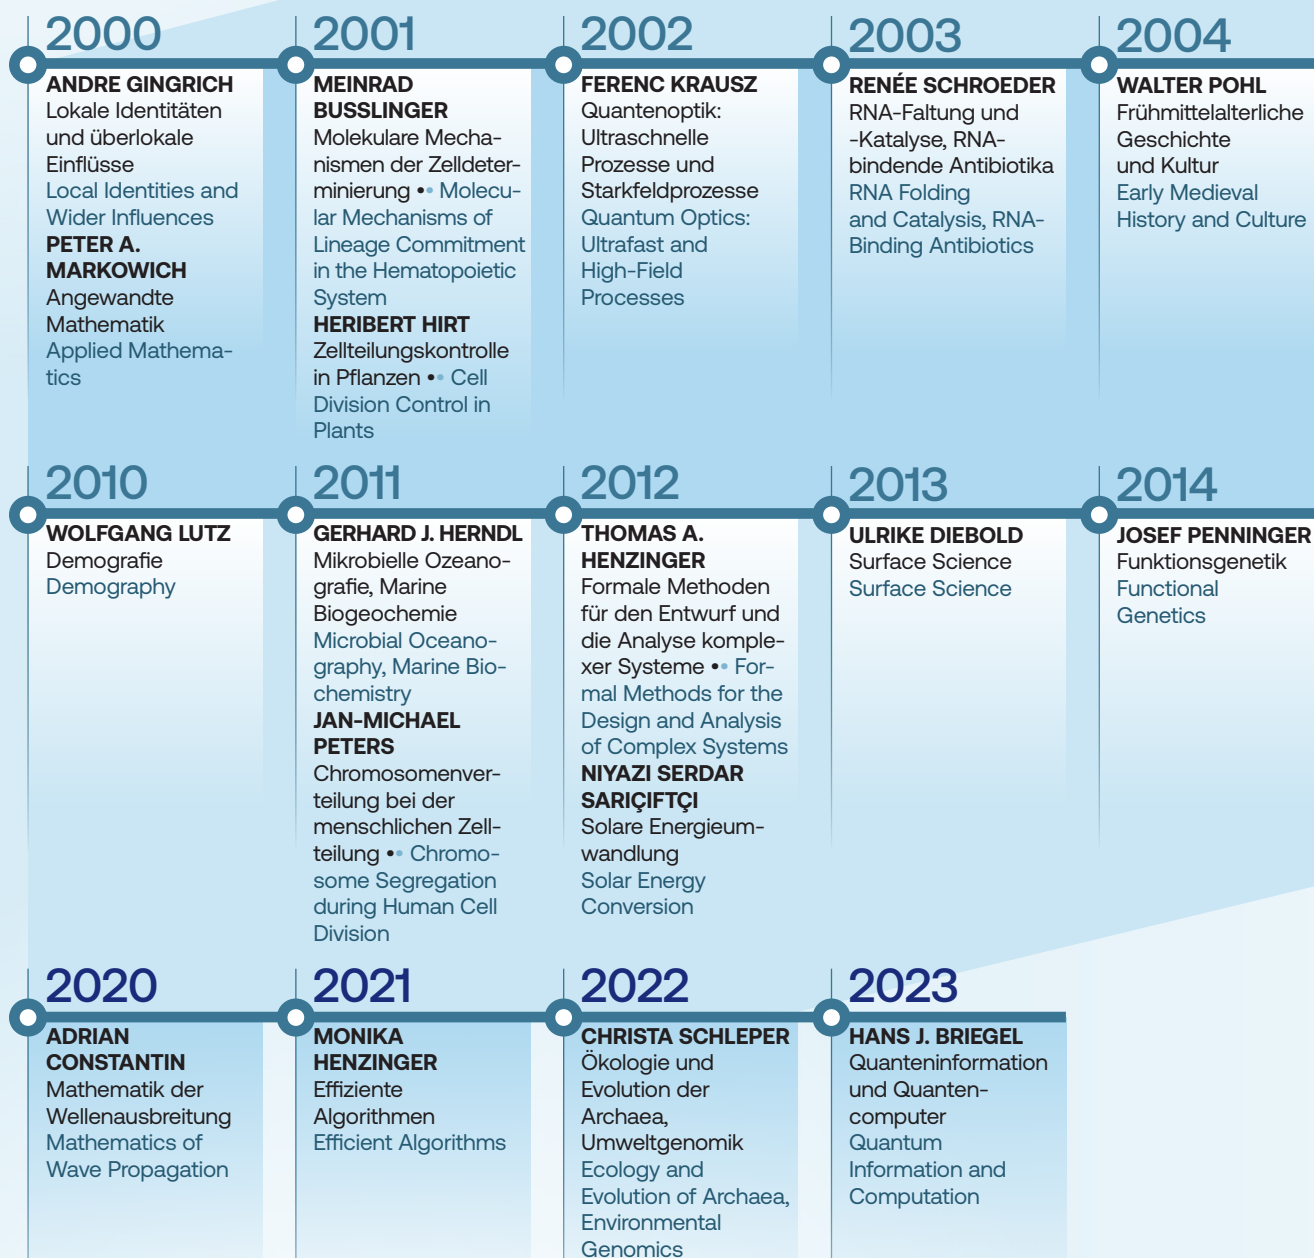 2000
ANDRE GINGRICH
Lokale Identitäten
und überlokale
Einflüsse
Local Identities and
Wider Influences
PETER A.
MARKOWICH
Angewandte
Mathematik
Applied Mathema-
tics
2001
MEINRAD
BUSSLINGER
Molekulare Mecha-
nismen der Zelldeter-
minierung •• Molecu-
lar Mechanisms of
Lineage Commitment
in the Hematopoietic
System
HERIBERT HIRT
Zellteilungskontrolle
in Pflanzen •• Cell
Division Control in
Plants
2002
FERENC KRAUSZ
Quantenoptik:
Ultraschnelle
Prozesse und
Starkfeldprozesse
Quantum Optics:
Ultrafast and
High-Field
Processes
2003
RENÉE SCHROEDER
RNA-Faltung und
-Katalyse, RNA-
bindende Antibiotika
RNA Folding
and Catalysis, RNA-
Binding Antibiotics
2004
WALTER POHL
Frühmittelalterliche
Geschichte
und Kultur
Early Medieval
History and Culture
2010
WOLFGANG LUTZ
Demografie
Demography
2011
GERHARD J. HERNDL
Mikrobielle Ozeano-
grafie, Marine
Biogeochemie
Microbial Oceano-
graphy, Marine Bio-
chemistry
JAN-MICHAEL
PETERS
Chromosomenver-
teilung bei der
menschlichen Zell-
teilung •• Chromo-
some Segregation
during Human Cell
Division
2012
THOMAS A.
HENZINGER
Formale Methoden
für den Entwurf und
die Analyse komple-
xer Systeme •• For-
mal Methods for the
Design and Analysis
of Complex Systems
NIYAZI SERDAR
SARIÇIFTÇI
Solare Energieum-
wandlung
Solar Energy
Conversion
2013
ULRIKE DIEBOLD
Surface Science
Surface Science
2014
JOSEF PENNINGER
Funktionsgenetik
Functional
Genetics
2020
ADRIAN
CONSTANTIN
Mathematik der
Wellenausbreitung
Mathematics of
Wave Propagation
2021
MONIKA
HENZINGER
Effiziente
Algorithmen
Efficient Algorithms
2022
CHRISTA SCHLEPER
Ökologie und
Evolution der
Archaea,
Umweltgenomik
Ecology and
Evolution of Archaea,
Environmental
Genomics
2023
HANS J. BRIEGEL
Quanteninformation
und Quanten-
computer
Quantum
Information and
Computation